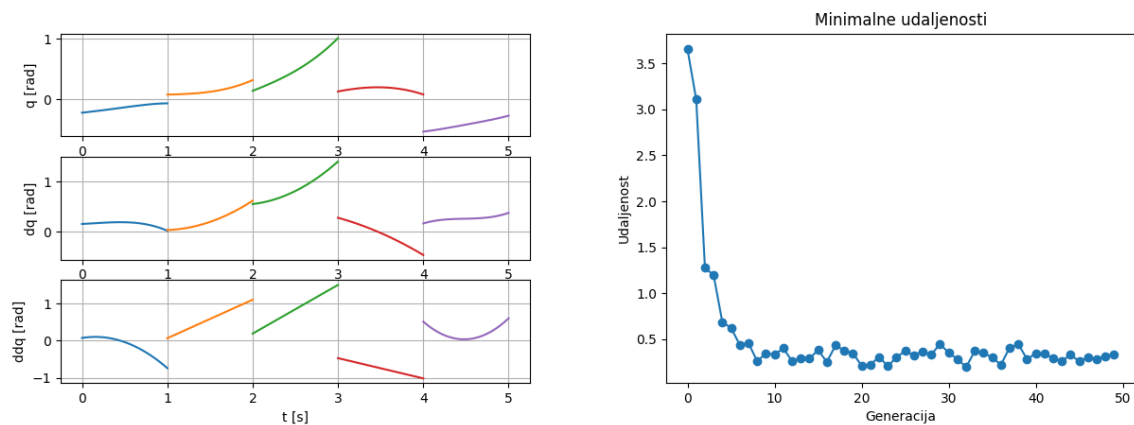 q [rad]
1
0
0 1 2 3 4 5
dq [rad]
1
0
0 1 2 3 4 5
ddq [rad]
1
0
−1
0 1 2 3 4 5
t [s]
Minimalne udaljenosti
Udaljenost
3.5
3.0
2.5
2.0
1.5
1.0
0.5
0 10 20 30 40 50
Generacija